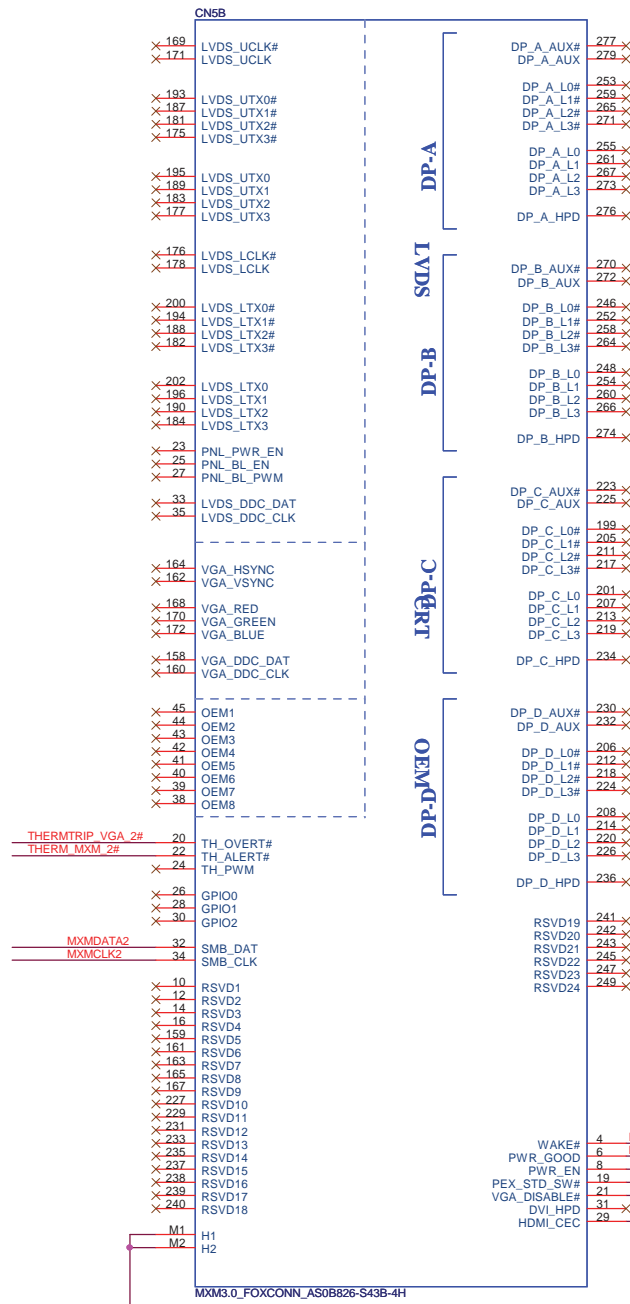 CN5B
169 LVDS_UCLK#
171 LVDS_UCLK
193 LVDS_UTX0#
187 LVDS_UTX1#
181 LVDS_UTX2#
175 LVDS_UTX3#
195 LVDS_UTX0
189 LVDS_UTX1
183 LVDS_UTX2
177 LVDS_UTX3
176 LVDS_LCLK#
178 LVDS_LCLK
200 LVDS_LTX0#
194 LVDS_LTX1#
188 LVDS_LTX2#
182 LVDS_LTX3#
202 LVDS_LTX0
196 LVDS_LTX1
190 LVDS_LTX2
184 LVDS_LTX3
23 PNL_PWR_EN
25 PNL_BL_EN
27 PNL_BL_PWM
33 LVDS_DDC_DAT
35 LVDS_DDC_CLK
164 VGA_HSYNC
162 VGA_VSYNC
168 VGA_RED
170 VGA_GREEN
172 VGA_BLUE
158 VGA_DDC_DAT
160 VGA_DDC_CLK
45 OEM1
44 OEM2
43 OEM3
42 OEM4
41 OEM5
40 OEM6
39 OEM7
38 OEM8
THERMTRIP_VGA_2# 20 TH_OVERT#
THERM_MXM_2# 22 TH_ALERT#
24 TH_PWM
26 GPIO0
28 GPIO1
30 GPIO2
MXMDATA2 32 SMB_DAT
MXMCLK2 34 SMB_CLK
10 RSVD1
12 RSVD2
14 RSVD3
16 RSVD4
159 RSVD5
161 RSVD6
163 RSVD7
165 RSVD8
167 RSVD9
227 RSVD10
229 RSVD11
231 RSVD12
233 RSVD13
235 RSVD14
237 RSVD15
238 RSVD16
239 RSVD17
240 RSVD18
M1 H1
M2 H2
DP-A
LVDS
DP-B
DP-C
CRT
OEM
DP-D
DP_A_AUX# 277
DP_A_AUX 279
DP_A_L0# 253
DP_A_L1# 259
DP_A_L2# 265
DP_A_L3# 271
DP_A_L0 255
DP_A_L1 261
DP_A_L2 267
DP_A_L3 273
DP_A_HPD 276
DP_B_AUX# 270
DP_B_AUX 272
DP_B_L0# 246
DP_B_L1# 252
DP_B_L2# 258
DP_B_L3# 264
DP_B_L0 248
DP_B_L1 254
DP_B_L2 260
DP_B_L3 266
DP_B_HPD 274
DP_C_AUX# 223
DP_C_AUX 225
DP_C_L0# 199
DP_C_L1# 205
DP_C_L2# 211
DP_C_L3# 217
DP_C_L0 201
DP_C_L1 207
DP_C_L2 213
DP_C_L3 219
DP_C_HPD 234
DP_D_AUX# 230
DP_D_AUX 232
DP_D_L0# 206
DP_D_L1# 212
DP_D_L2# 218
DP_D_L3# 224
DP_D_L0 208
DP_D_L1 214
DP_D_L2 220
DP_D_L3 226
DP_D_HPD 236
RSVD19 241
RSVD20 242
RSVD21 243
RSVD22 245
RSVD23 247
RSVD24 249
WAKE# 4
PWR_GOOD 6
PWR_EN 8
PEX_STD_SW# 19
VGA_DISABLE# 21
DVI_HPD 31
HDMI_CEC 29
MXM3.0_FOXCONN_AS0B826-S43B-4H